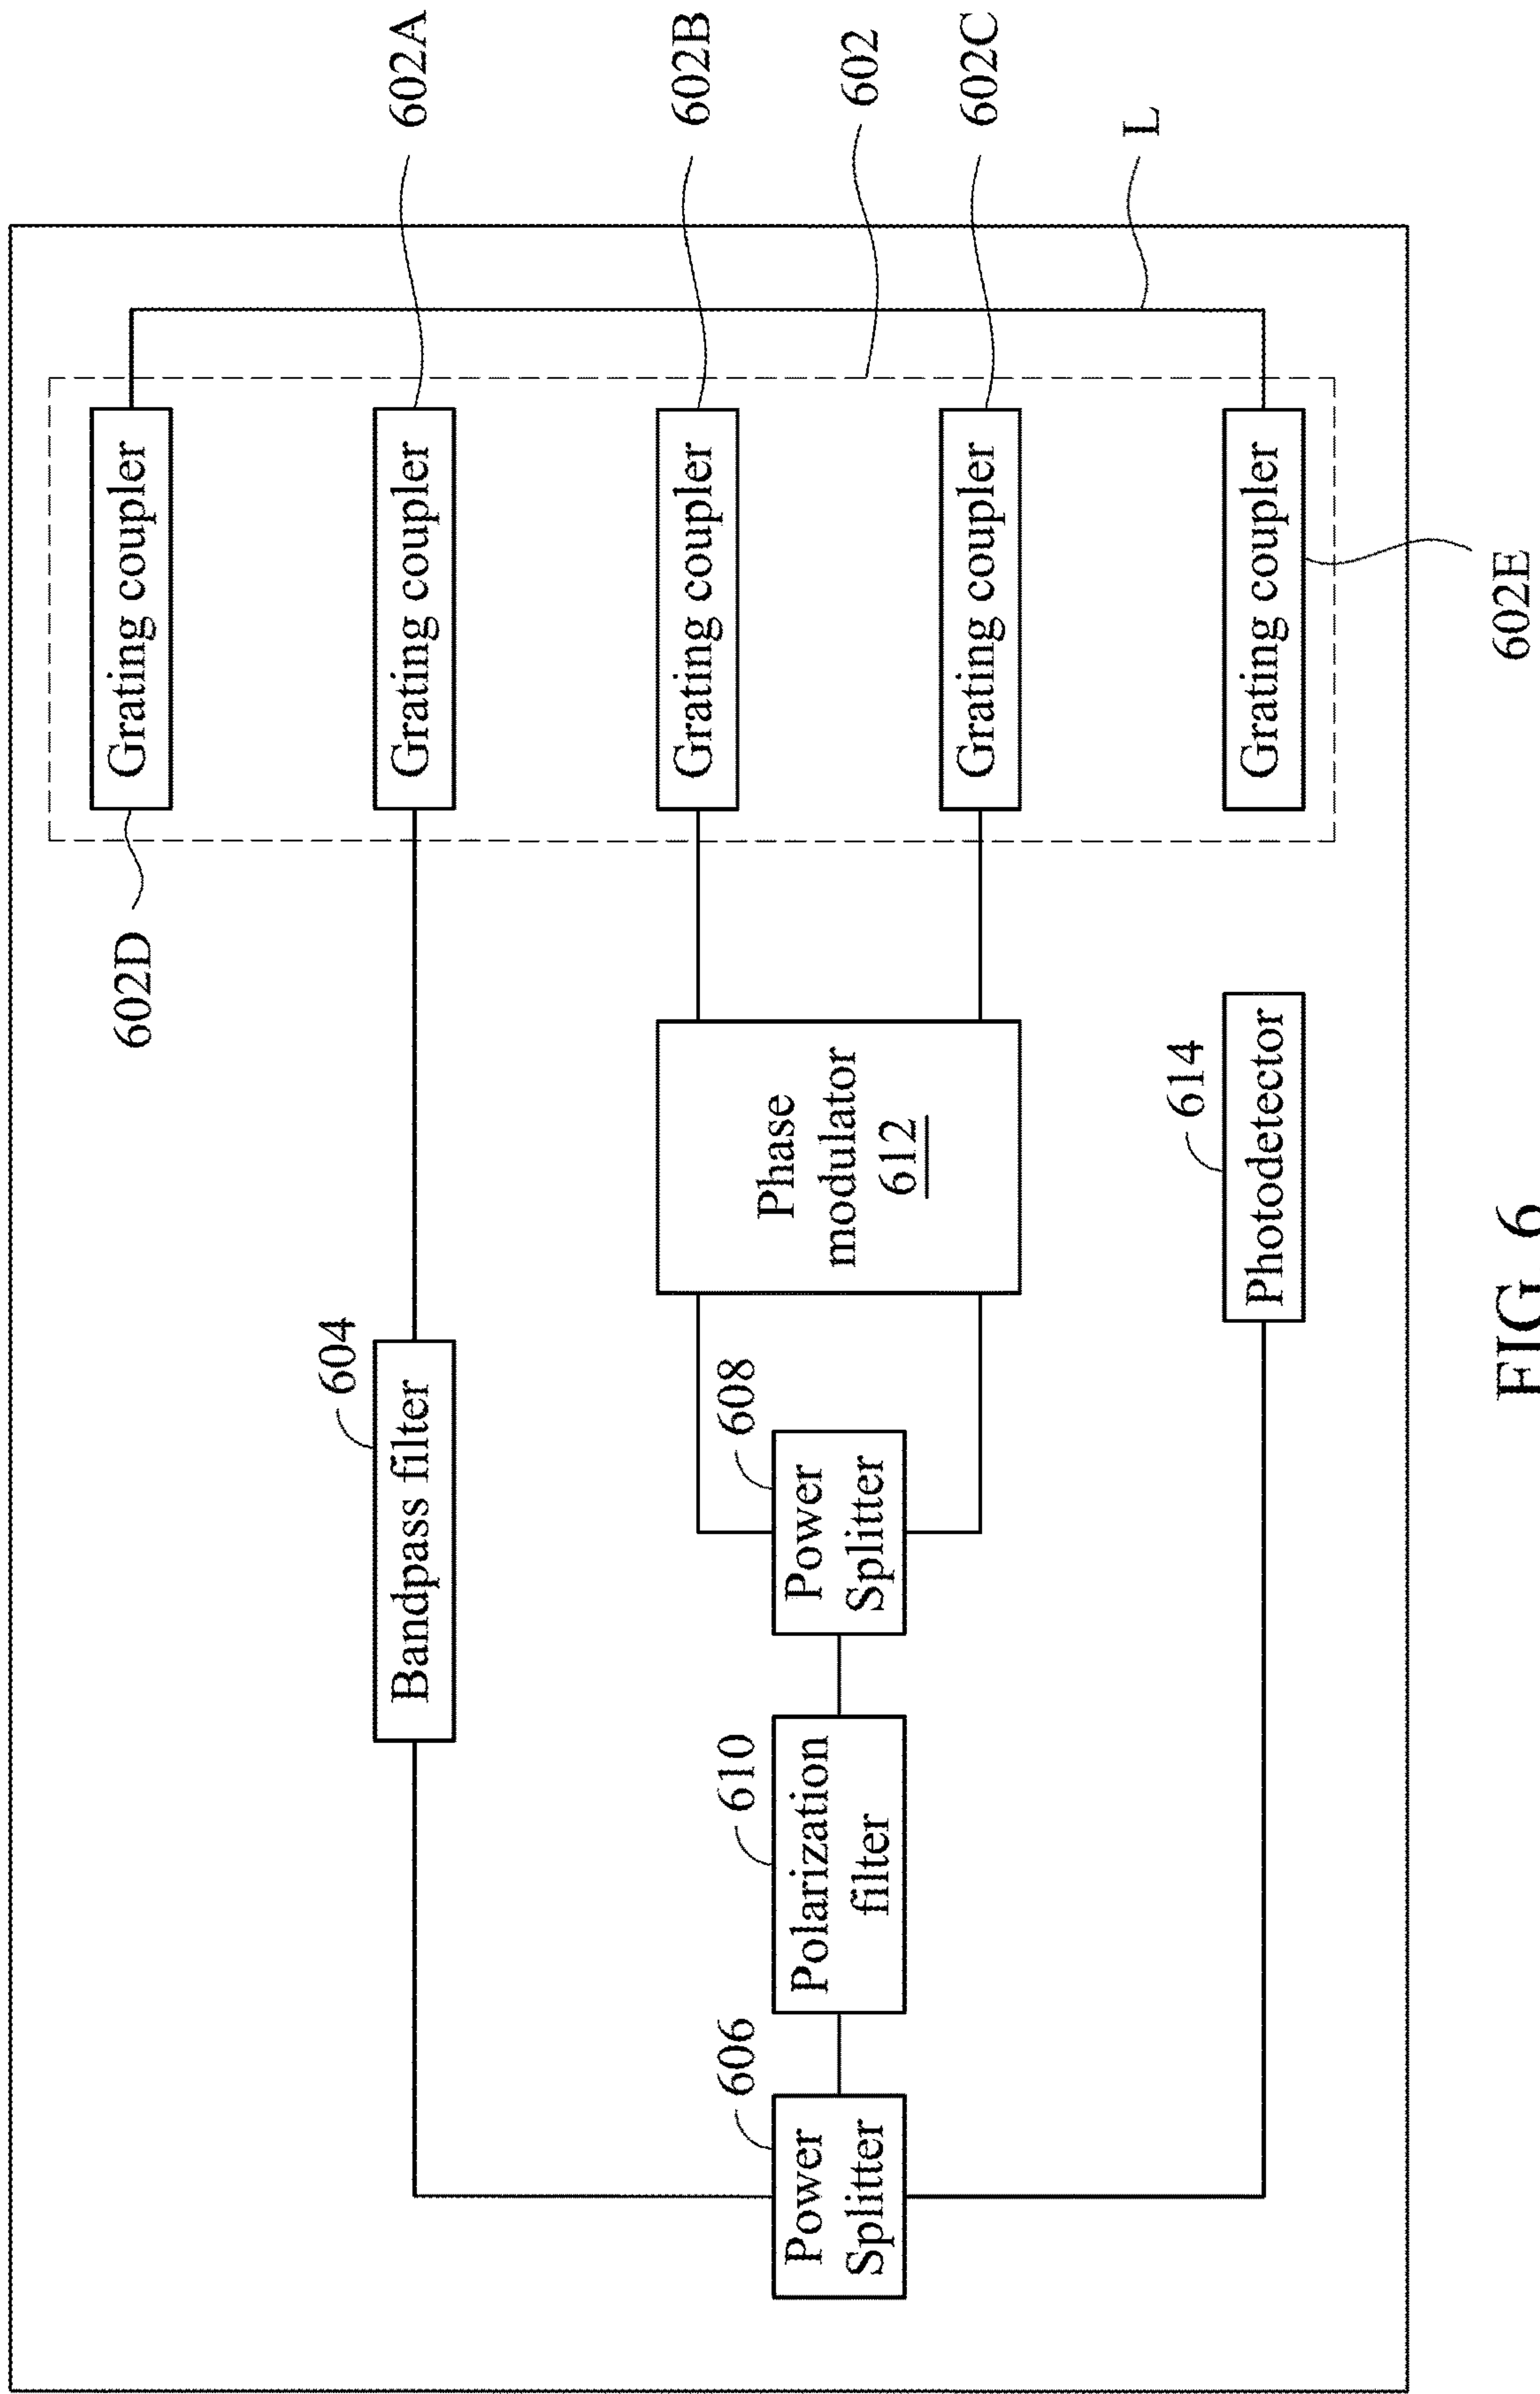 602D
Grating coupler
604
Bandpass filter
Grating coupler
602A
606
Power
Splitter
610
Polarization
filter
608
Power
Splitter
Phase
modulator
612
Grating coupler
602B
602
Grating coupler
602C
614
Photodetector
Grating coupler
L
602E
FIG. 6